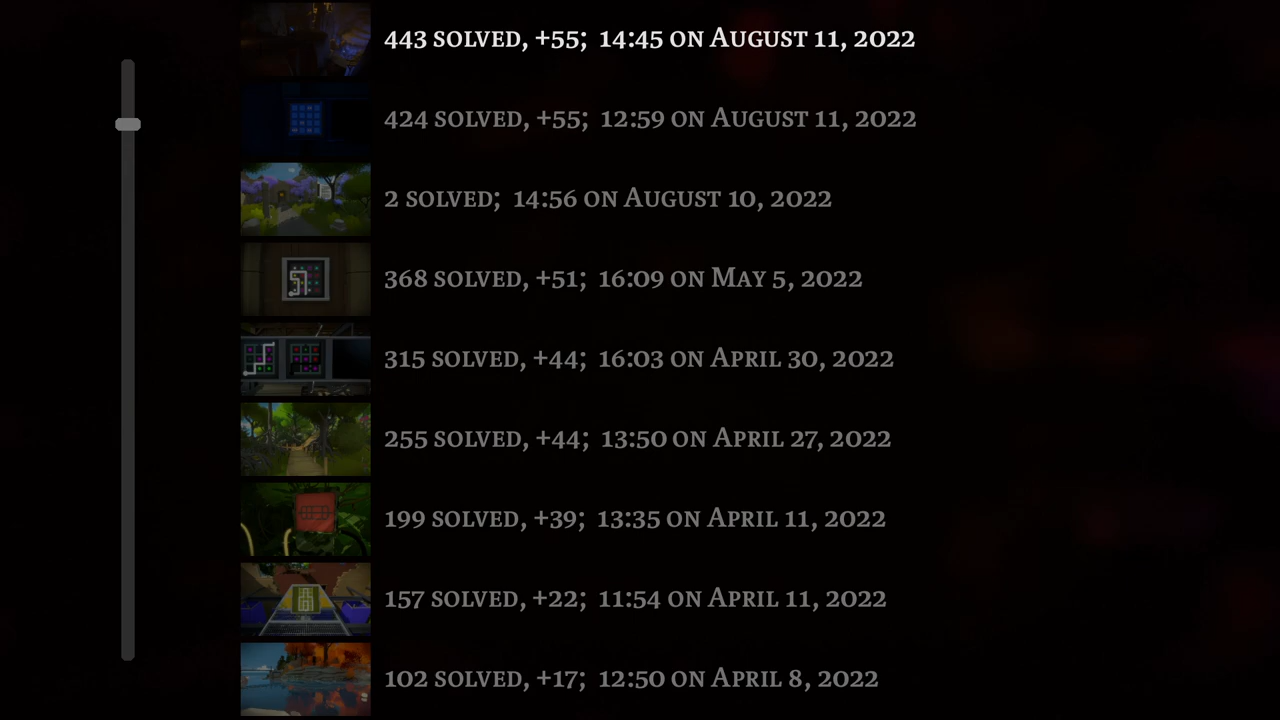 443 SOLVED, +55; 14:45 ON AUGUST 11, 2022
424 SOLVED, +55; 12:59 ON AUGUST 11, 2022
2 SOLVED; 14:56 ON AUGUST 10, 2022
368 SOLVED, +51; 16:09 ON MAY 5, 2022
315 SOLVED, +44; 16:03 ON APRIL 30, 2022
255 SOLVED, +44; 13:50 ON APRIL 27, 2022
199 SOLVED, +39; 13:35 ON APRIL 11, 2022
157 SOLVED, +22; 11:54 ON APRIL 11, 2022
102 SOLVED, +17; 12:50 ON APRIL 8, 2022